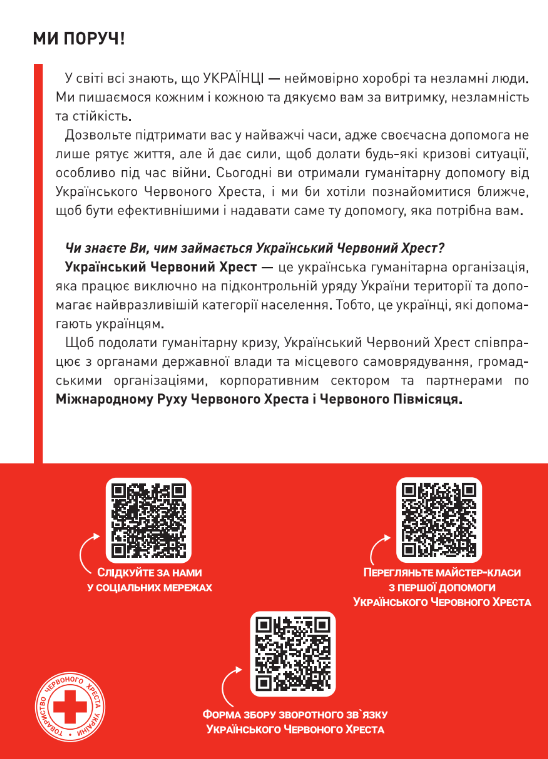 МИ ПОРУЧ!
У світі всі знають, що УКРАЇНЦІ — неймовірно хоробрі та незламні люди.
Ми пишаємося кожним і кожною та дякуємо вам за витримку, незламність
та стійкість.
Дозвольте підтримати вас у найважчі часи, адже своєчасна допомога не
лише рятує життя, але й дає сили, щоб долати будь-які кризові ситуації,
особливо під час війни. Сьогодні ви отримали гуманітарну допомогу від
Українського Червоного Хреста, і ми би хотіли познайомитися ближче,
щоб бути ефективнішими і надавати саме ту допомогу, яка потрібна вам.
Чи знаєте Ви, чим займається Український Червоний Хрест?
Український Червоний Хрест — це українська гуманітарна організація,
яка працює виключно на підконтрольній уряду України території та допо-
магає найвразливішій категорії населення. Тобто, це українці, які допома-
гають українцям.
Щоб подолати гуманітарну кризу, Український Червоний Хрест співпра-
цює з органами державної влади та місцевого самоврядування, громад-
ськими організаціями, корпоративним сектором та партнерами по
Міжнародному Руху Червоного Хреста і Червоного Півмісяця.
Слідкуйте за нами
у соціальних мережах
Перегляньте майстер-класи
з першої допомоги
Українського Черовного Хреста
Форма збору зворотного зв`язку
Українського Червоного Хреста
ТОВАРИСТВО ЧЕРВОНОГО ХРЕСТА УКРАЇНИ